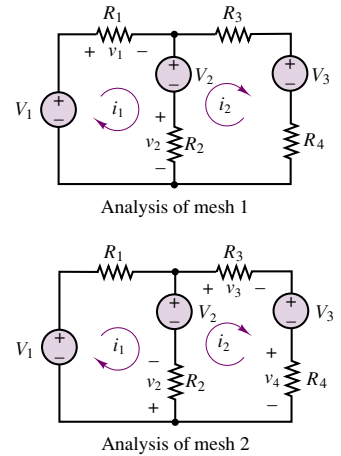 R1 R3
+ v1 −
+ V2 + V3
V1 + − i1 − i2 −
+
v2 R2 R4
−
Analysis of mesh 1
R1 R3
+ v3 −
+ V2 + V3
V1 + − i1 − i2 −
− +
v2 R2 v4 R4
+ −
Analysis of mesh 2